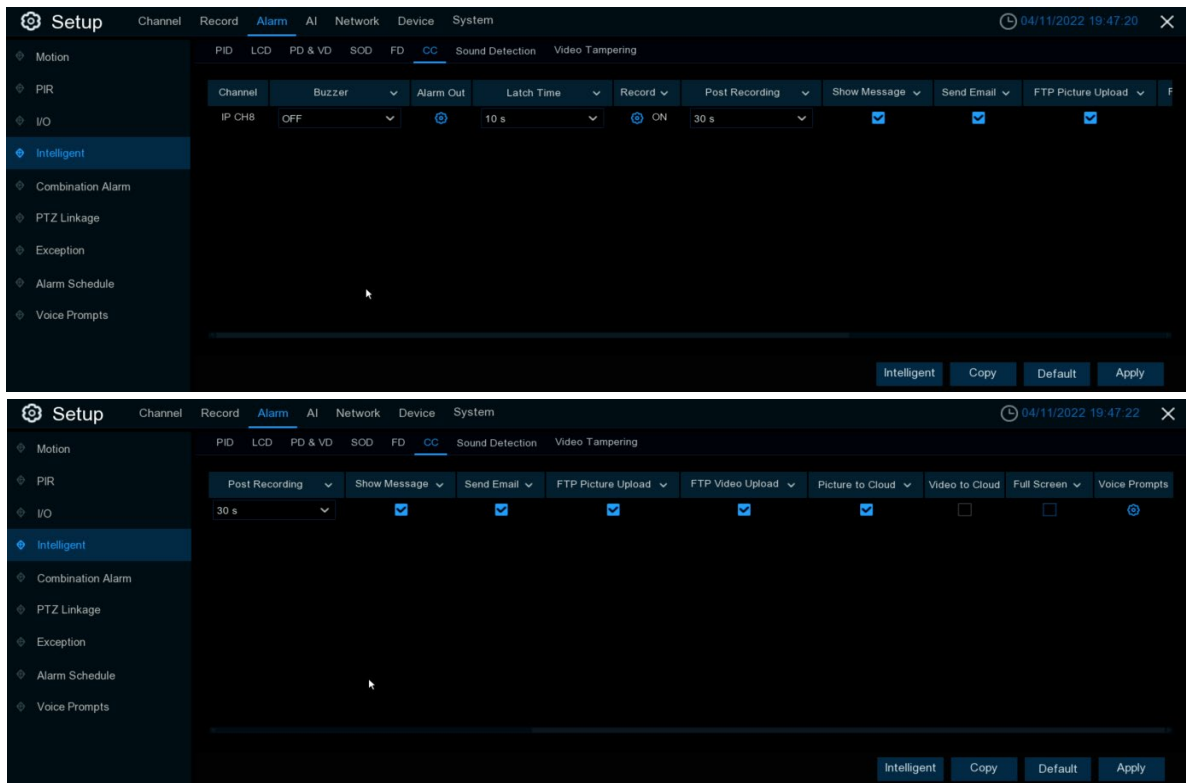 Setup Channel Record Alarm AI Network Device System 04/11/2022 19:47:20
PID LCD PD & VD SOD FD CC Sound Detection Video Tampering
Motion
PIR
I/O
Intelligent
Combination Alarm
PTZ Linkage
Exception
Alarm Schedule
Voice Prompts
Channel Buzzer Alarm Out Latch Time Record Post Recording Show Message Send Email FTP Picture Upload F
IP CH8 OFF 10 s ON 30 s
Intelligent Copy Default Apply
Setup Channel Record Alarm AI Network Device System 04/11/2022 19:47:22
PID LCD PD & VD SOD FD CC Sound Detection Video Tampering
Motion
PIR
I/O
Intelligent
Combination Alarm
PTZ Linkage
Exception
Alarm Schedule
Voice Prompts
Post Recording Show Message Send Email FTP Picture Upload FTP Video Upload Picture to Cloud Video to Cloud Full Screen Voice Prompts
30 s
Intelligent Copy Default Apply